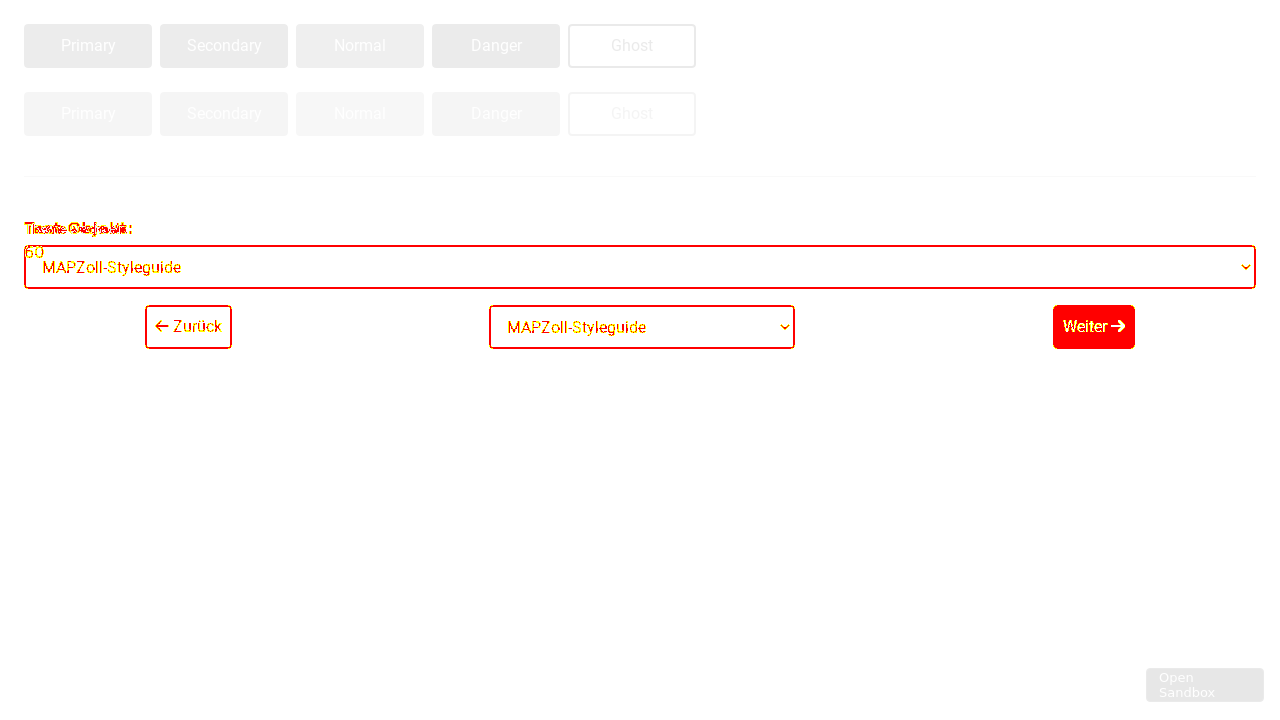 Primary Secondary Normal Danger Ghost
Primary Secondary Normal Danger Ghost
60
MAPZoll-Styleguide
← Zurück MAPZoll-Styleguide Weiter →
Open
Sandbox